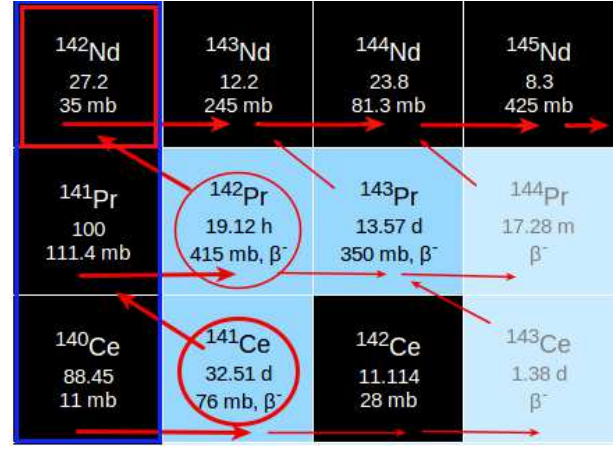 ¹⁴²Nd
27.2
35 mb
¹⁴³Nd
12.2
245 mb
¹⁴⁴Nd
23.8
81.3 mb
¹⁴⁵Nd
8.3
425 mb
¹⁴¹Pr
100
111.4 mb
¹⁴²Pr
19.12 h
415 mb, β⁻
¹⁴³Pr
13.57 d
350 mb, β⁻
¹⁴⁴Pr
17.28 m
β⁻
¹⁴⁰Ce
88.45
11 mb
¹⁴¹Ce
32.51 d
76 mb, β⁻
¹⁴²Ce
11.114
28 mb
¹⁴³Ce
1.38 d
β⁻